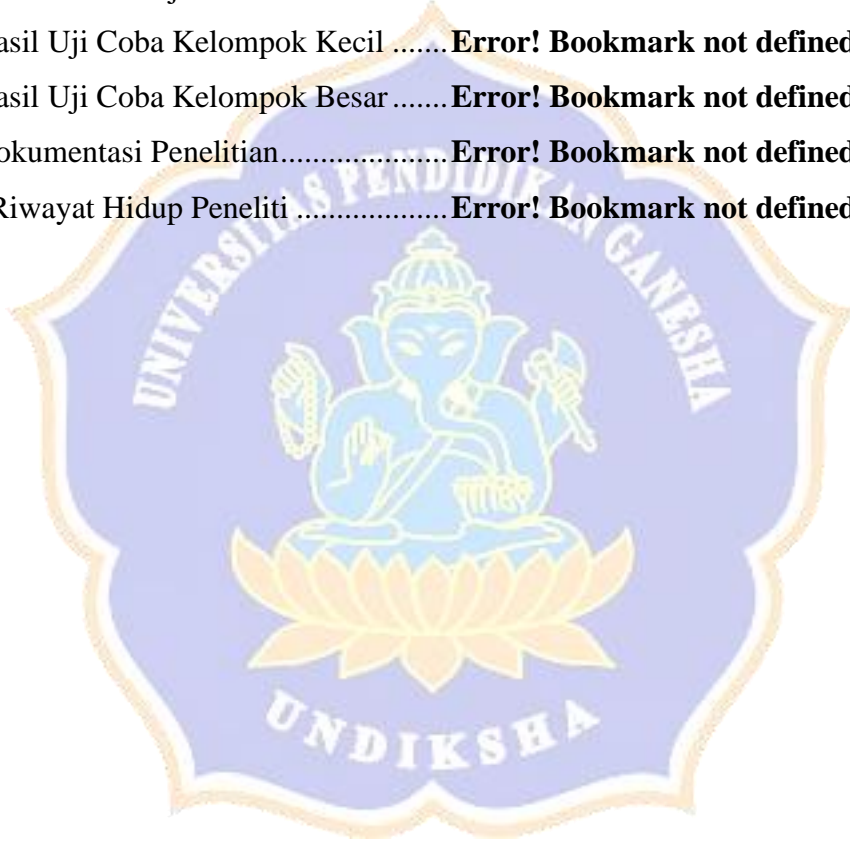 asil Uji Coba Kelompok Kecil .......Error! Bookmark not defined
asil Uji Coba Kelompok Besar.......Error! Bookmark not defined
okumentasi Penelitian....................Error! Bookmark not defined
Riwayat Hidup Peneliti ..................Error! Bookmark not defined
UNIVERSITAS PENDIDIKAN GANESHA
UNDIKSHA